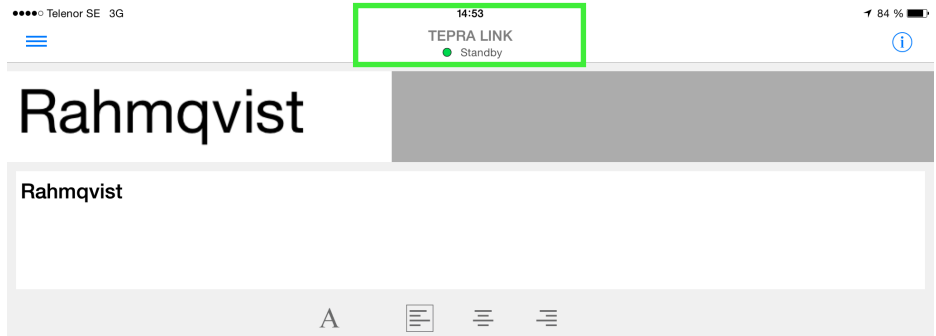 Telenor SE 3G 14:53 84 %
TEPRA LINK
Standby
Rahmqvist
Rahmqvist
A